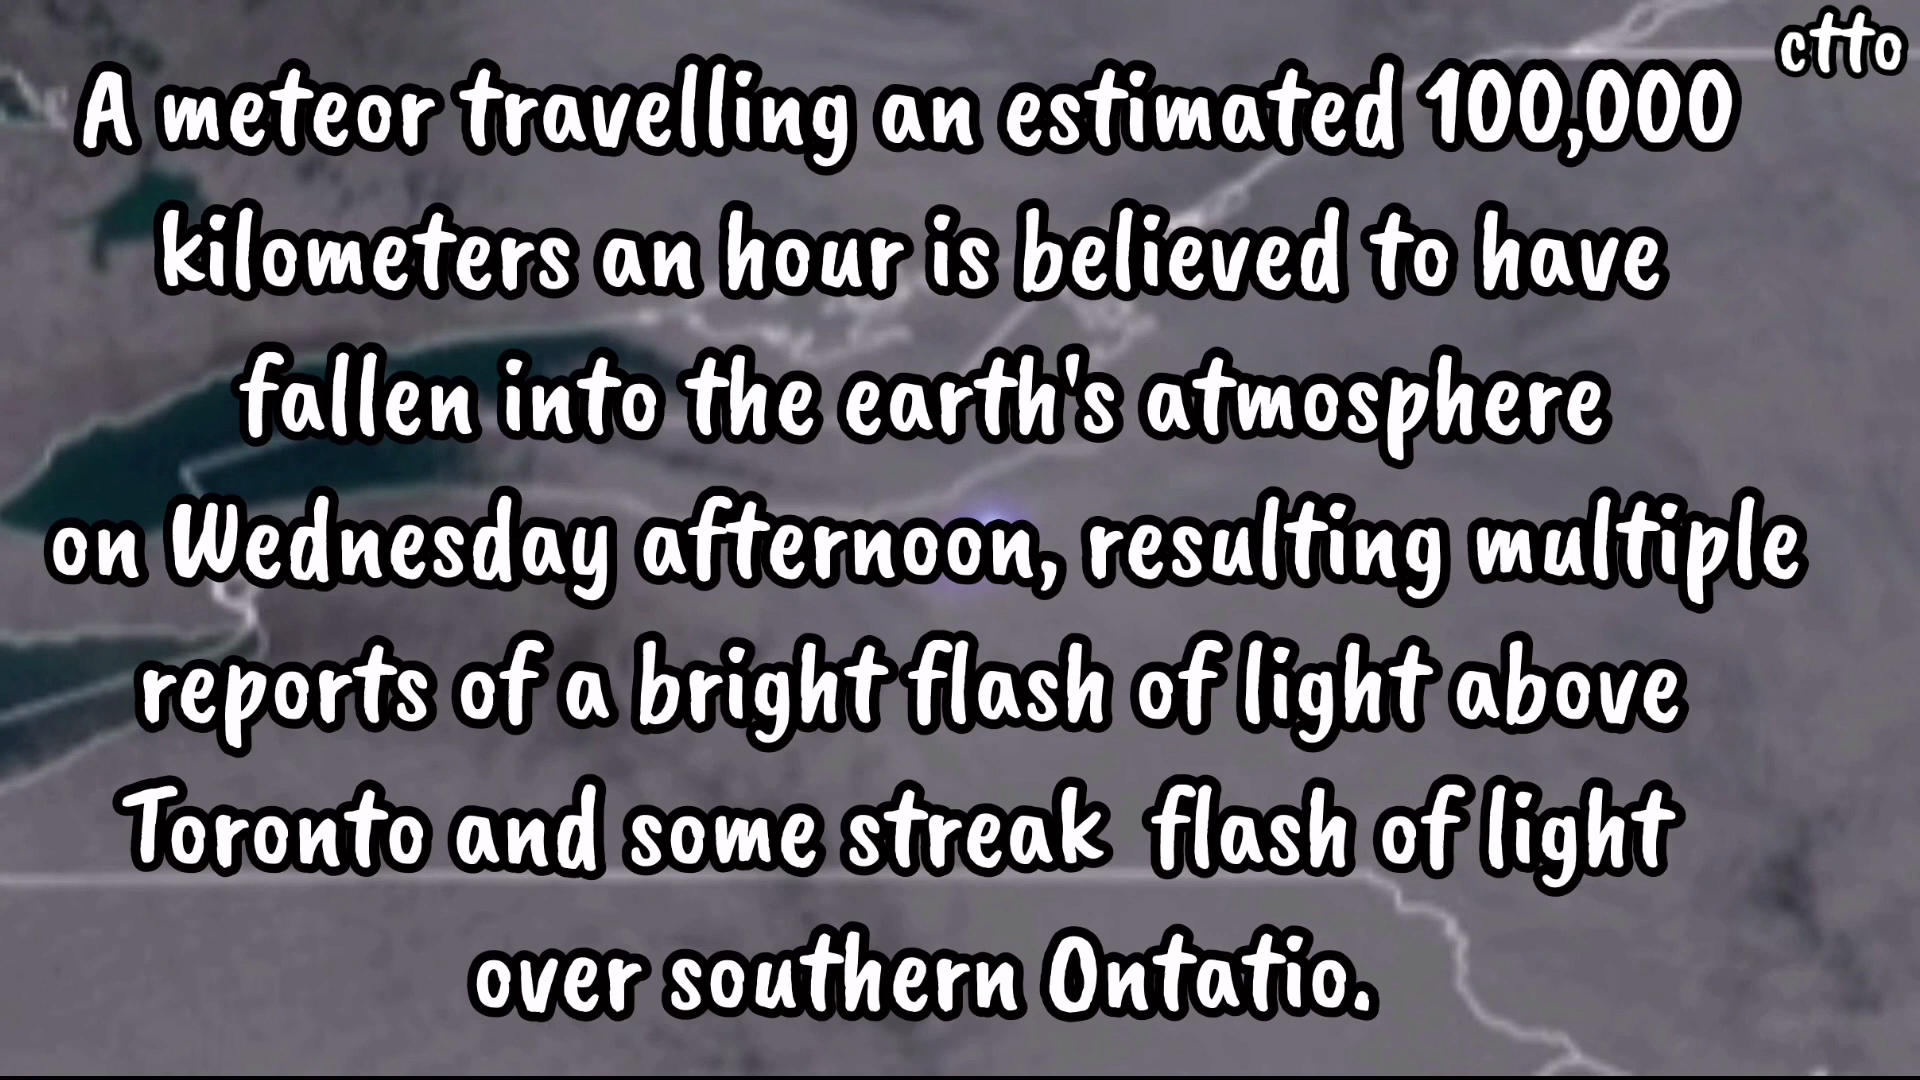 ctto
A meteor travelling an estimated 100,000
kilometers an hour is believed to have
fallen into the earth's atmosphere
on Wednesday afternoon, resulting multiple
reports of a bright flash of light above
Toronto and some streak flash of light
over southern Ontatio.